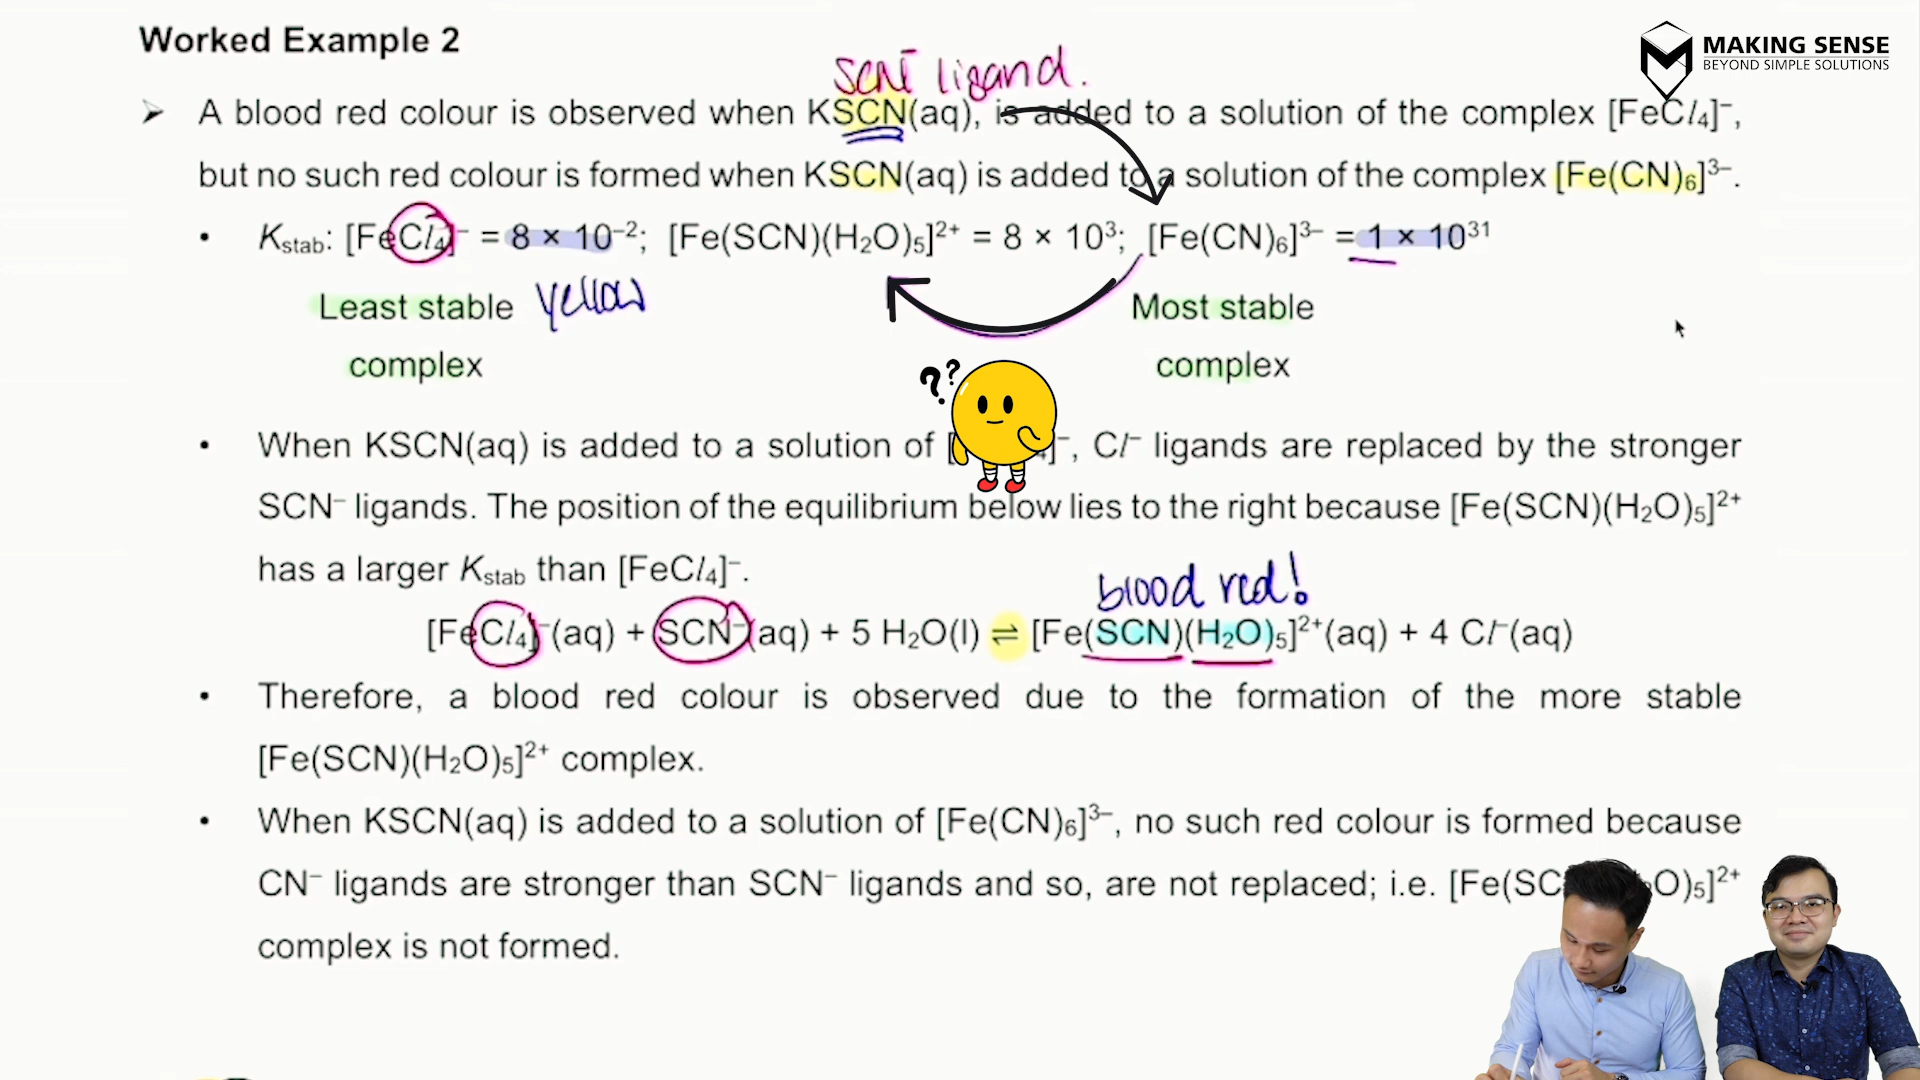 Worked Example 2
SCN⁻ ligand.
MAKING SENSE
BEYOND SIMPLE SOLUTIONS
➢ A blood red colour is observed when KSCN(aq), is added to a solution of the complex [FeCl₄]⁻,
but no such red colour is formed when KSCN(aq) is added to a solution of the complex [Fe(CN)₆]³⁻.
• Kstab: [FeCl₄]⁻ = 8 × 10⁻²; [Fe(SCN)(H₂O)₅]²⁺ = 8 × 10³; [Fe(CN)₆]³⁻ = 1 × 10³¹
Least stable yellow Most stable
complex complex
??
• When KSCN(aq) is added to a solution of [ ₄]⁻, Cl⁻ ligands are replaced by the stronger
SCN⁻ ligands. The position of the equilibrium below lies to the right because [Fe(SCN)(H₂O)₅]²⁺
has a larger Kstab than [FeCl₄]⁻.
blood red!
[FeCl₄]⁻(aq) + SCN⁻(aq) + 5 H₂O(l) ⇌ [Fe(SCN)(H₂O)₅]²⁺(aq) + 4 Cl⁻(aq)
• Therefore, a blood red colour is observed due to the formation of the more stable
[Fe(SCN)(H₂O)₅]²⁺ complex.
• When KSCN(aq) is added to a solution of [Fe(CN)₆]³⁻, no such red colour is formed because
CN⁻ ligands are stronger than SCN⁻ ligands and so, are not replaced; i.e. [Fe(SC O)₅]²⁺
complex is not formed.